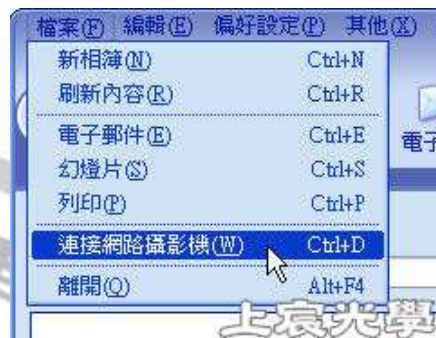 檔案(F) 編輯(E) 偏好設定(P) 其他(X)
新相簿(N) Ctrl+N
刷新內容(R) Ctrl+R
電子郵件(E) Ctrl+E
電子
幻燈片(S) Ctrl+S
列印(P) Ctrl+P
連接網路攝影機(W) Ctrl+D
離開(Q) Alt+F4
上哀光學